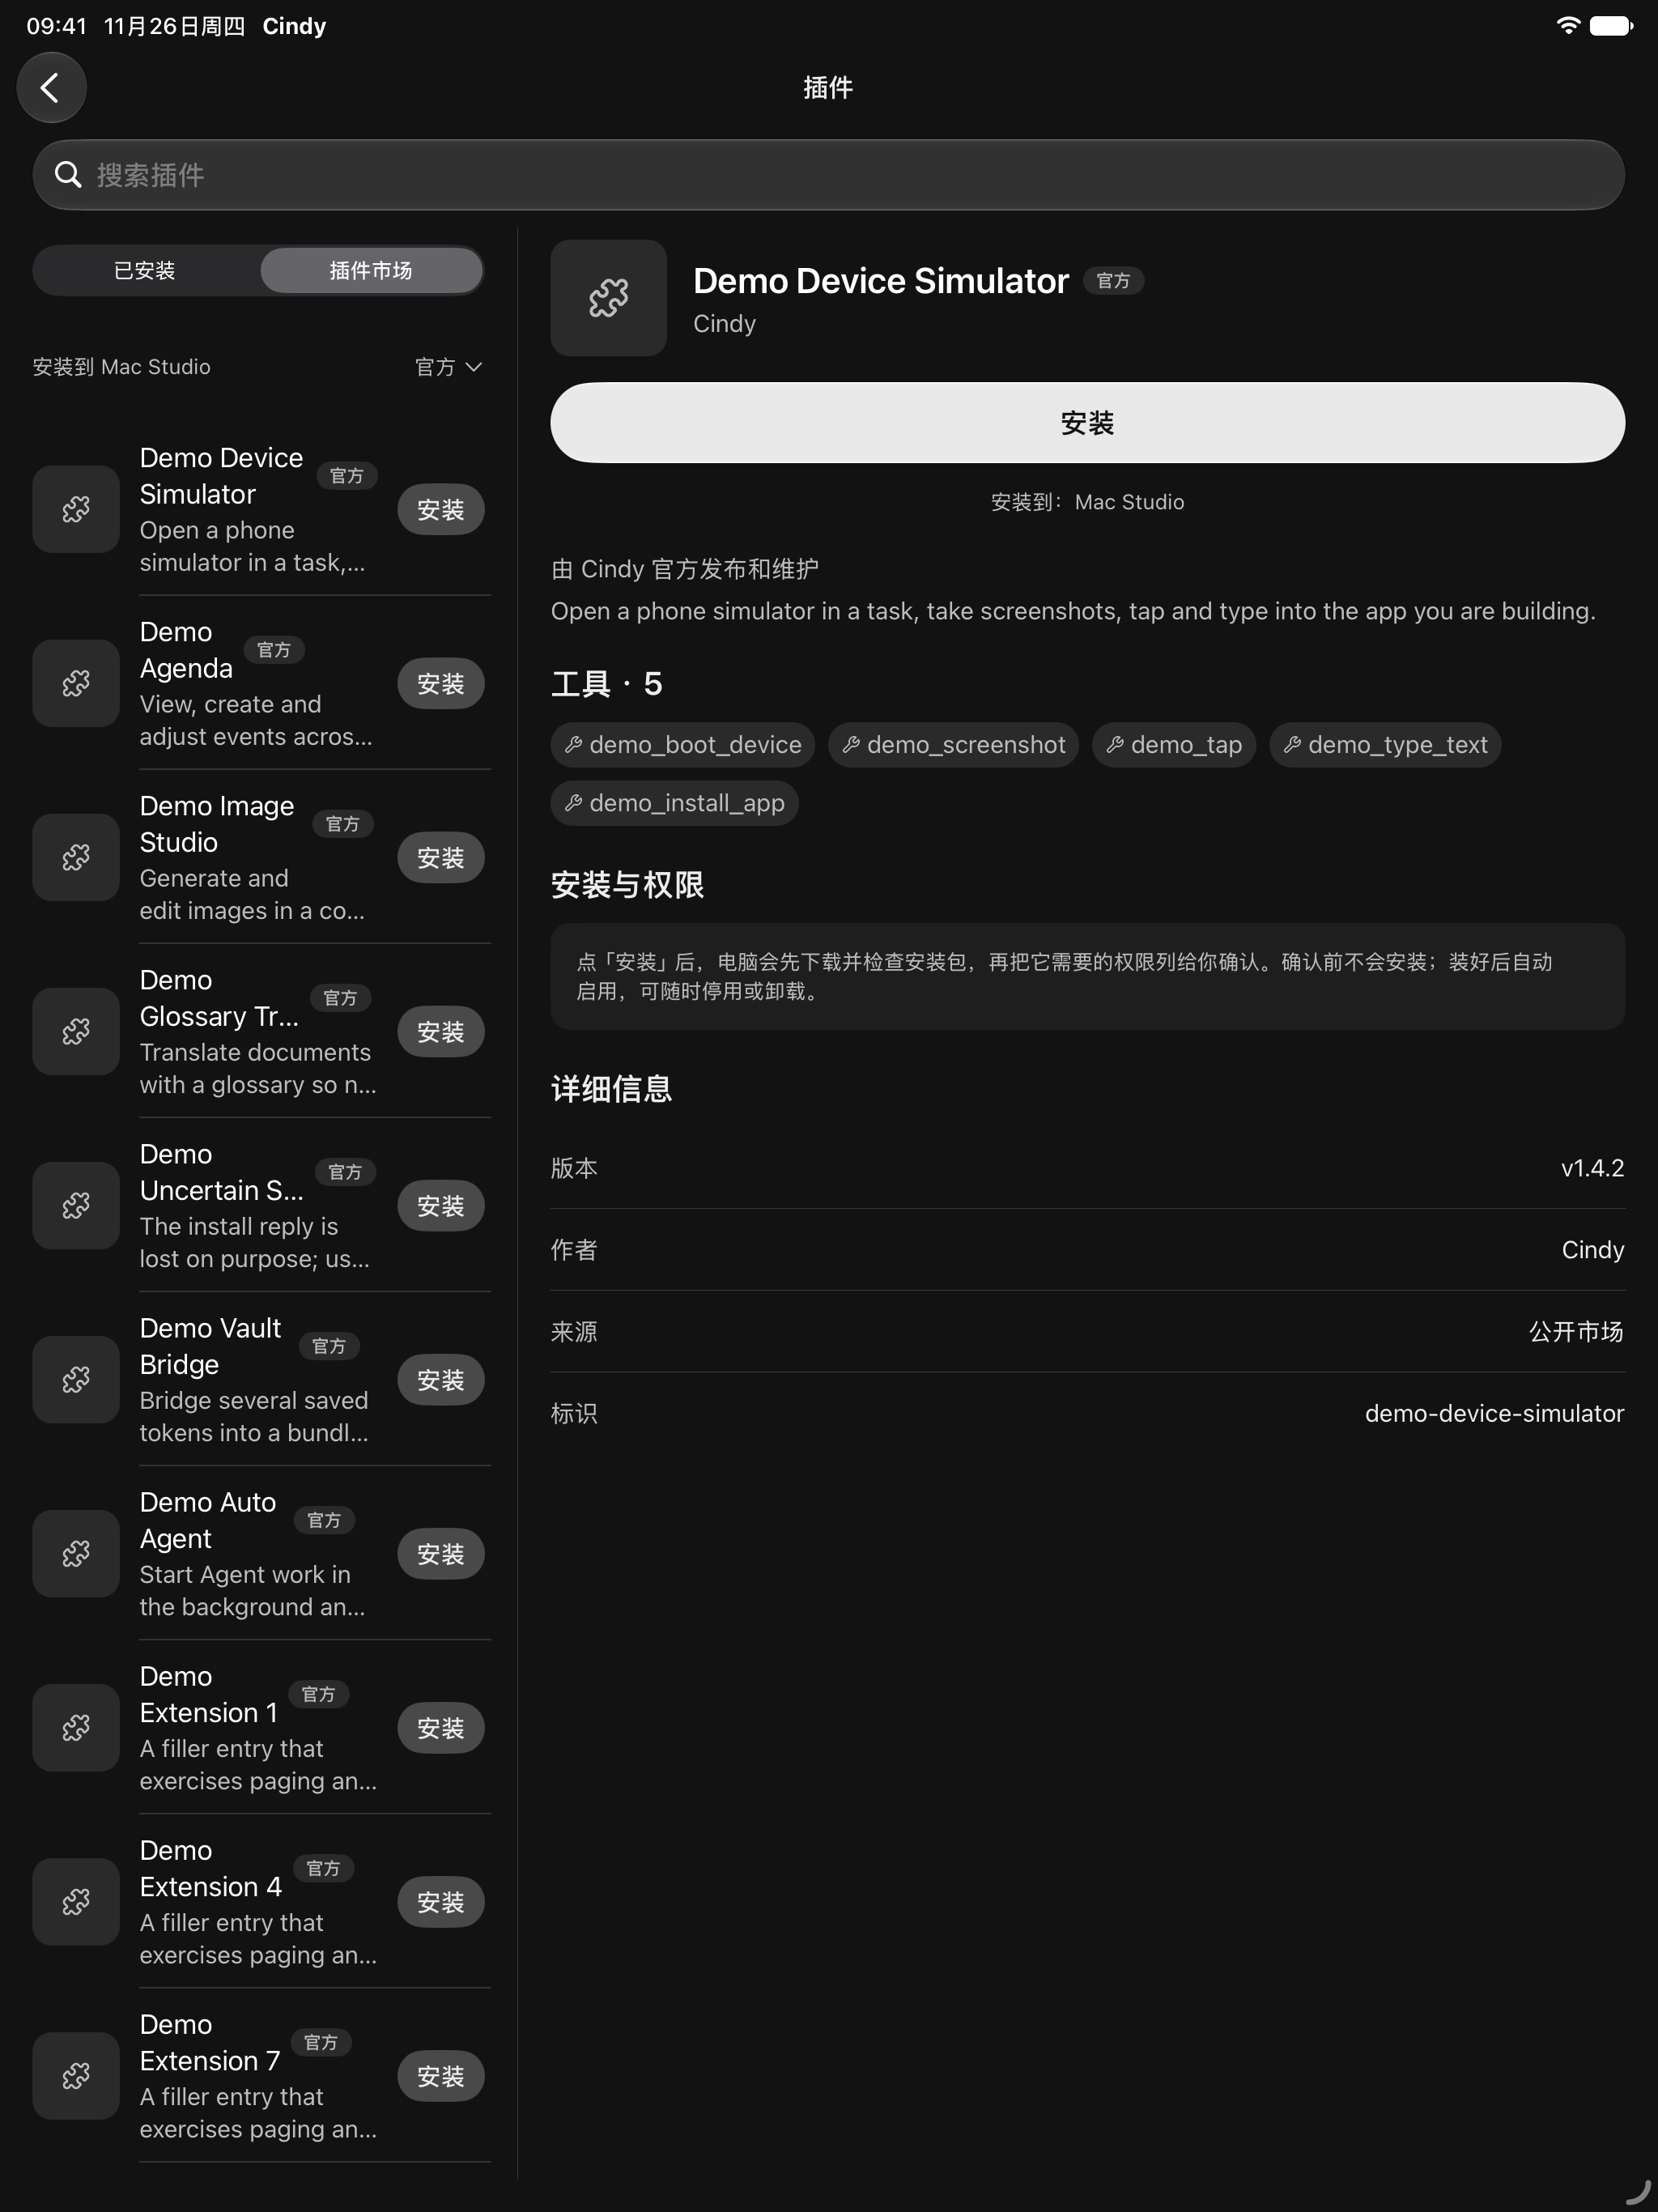 09:41 11月26日周四 Cindy
插件
搜索插件
已安装
插件市场
安装到 Mac Studio
官方
Demo Device
Simulator
官方
Open a phone
simulator in a task,...
安装
Demo
Agenda
官方
View, create and
adjust events acros...
安装
Demo Image
Studio
官方
Generate and
edit images in a co...
安装
Demo
Glossary Tr...
官方
Translate documents
with a glossary so n...
安装
Demo
Uncertain S...
官方
The install reply is
lost on purpose; us...
安装
Demo Vault
Bridge
官方
Bridge several saved
tokens into a bundl...
安装
Demo Auto
Agent
官方
Start Agent work in
the background an...
安装
Demo
Extension 1
官方
A filler entry that
exercises paging an...
安装
Demo
Extension 4
官方
A filler entry that
exercises paging an...
安装
Demo
Extension 7
官方
A filler entry that
exercises paging an...
安装
Demo Device Simulator 官方
Cindy
安装
安装到：Mac Studio
由 Cindy 官方发布和维护
Open a phone simulator in a task, take screenshots, tap and type into the app you are building.
工具 · 5
demo_boot_device demo_screenshot demo_tap demo_type_text
demo_install_app
安装与权限
点「安装」后，电脑会先下载并检查安装包，再把它需要的权限列给你确认。确认前不会安装；装好后自动
启用，可随时停用或卸载。
详细信息
版本 v1.4.2
作者 Cindy
来源 公开市场
标识 demo-device-simulator